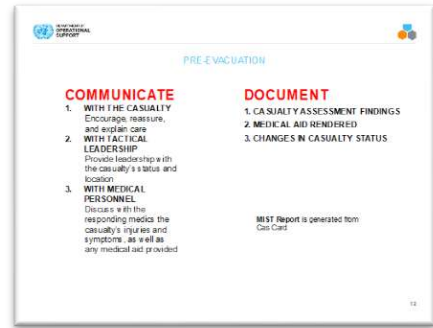 DEPARTMENT OF
OPERATIONAL
SUPPORT
PRE-EVACUATION
COMMUNICATE
1. WITH THE CASUALTY
Encourage, reassure,
and explain care
2. WITH TACTICAL
LEADERSHIP
Provide leadership with
the casualty's status and
location
3. WITH MEDICAL
PERSONNEL
Discuss with the
responding medics the
casualty's injuries and
symptoms, as well as
any medical aid provided
DOCUMENT
1. CASUALTY ASSESSMENT FINDINGS
2. MEDICAL AID RENDERED
3. CHANGES IN CASUALTY STATUS
MIST Report is generated from
Cas Card